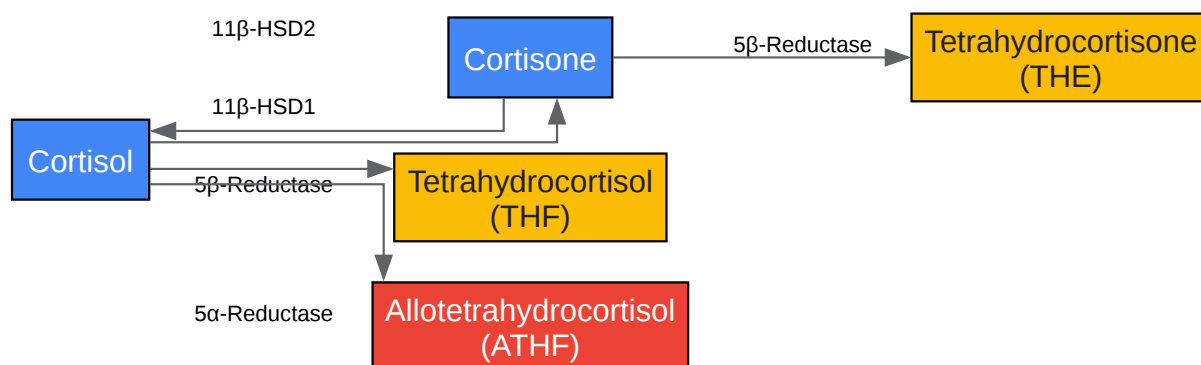 11β-HSD2
Cortisone
5β-Reductase
Tetrahydrocortisone
(THE)
11β-HSD1
Cortisol
5β-Reductase
Tetrahydrocortisol
(THF)
5α-Reductase
Allotetrahydrocortisol
(ATHF)